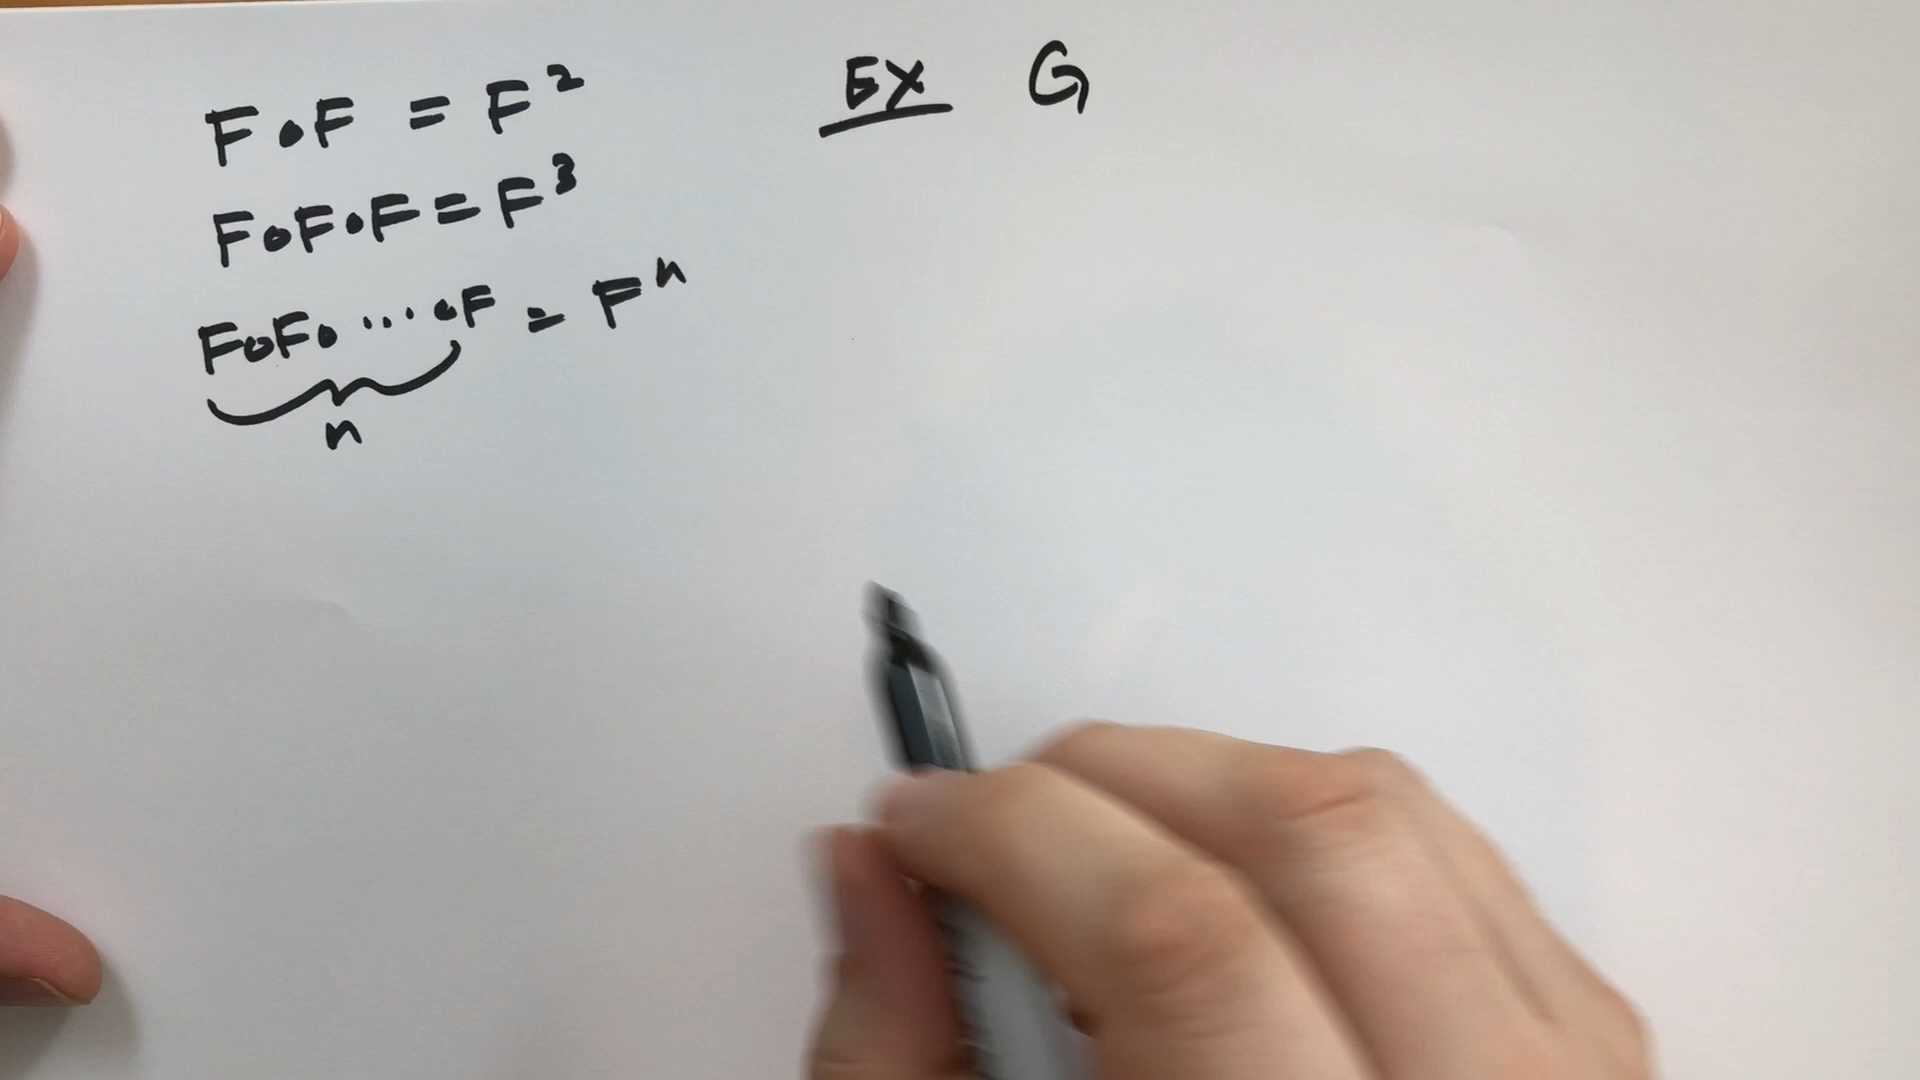 F∘F = F²
F∘F∘F = F³
F∘F∘ ... ∘F = Fⁿ
n
EX G